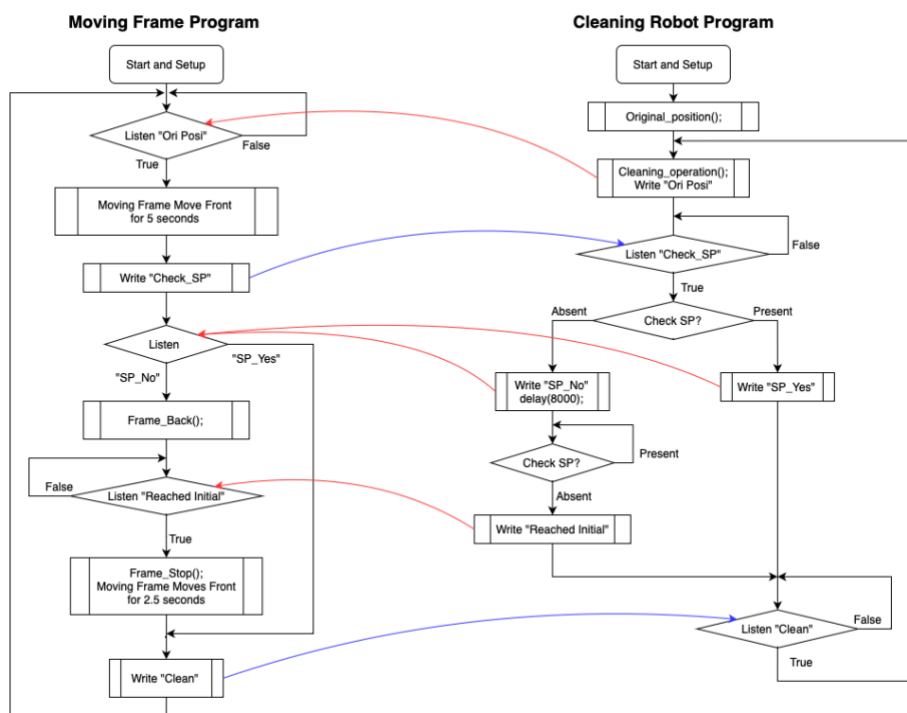 Moving Frame Program
Start and Setup
Listen "Ori Posi"
False
True
Moving Frame Move Front
for 5 seconds
Write "Check_SP"
Listen
"SP_Yes"
"SP_No"
Frame_Back();
False
Listen "Reached Initial"
True
Frame_Stop();
Moving Frame Moves Front
for 2.5 seconds
Write "Clean"
Cleaning Robot Program
Start and Setup
Original_position();
Cleaning_operation();
Write "Ori Posi"
Listen "Check_SP"
False
True
Absent
Check SP?
Present
Write "SP_No"
delay(8000);
Write "SP_Yes"
Check SP?
Present
Absent
Write "Reached Initial"
Listen "Clean"
False
True